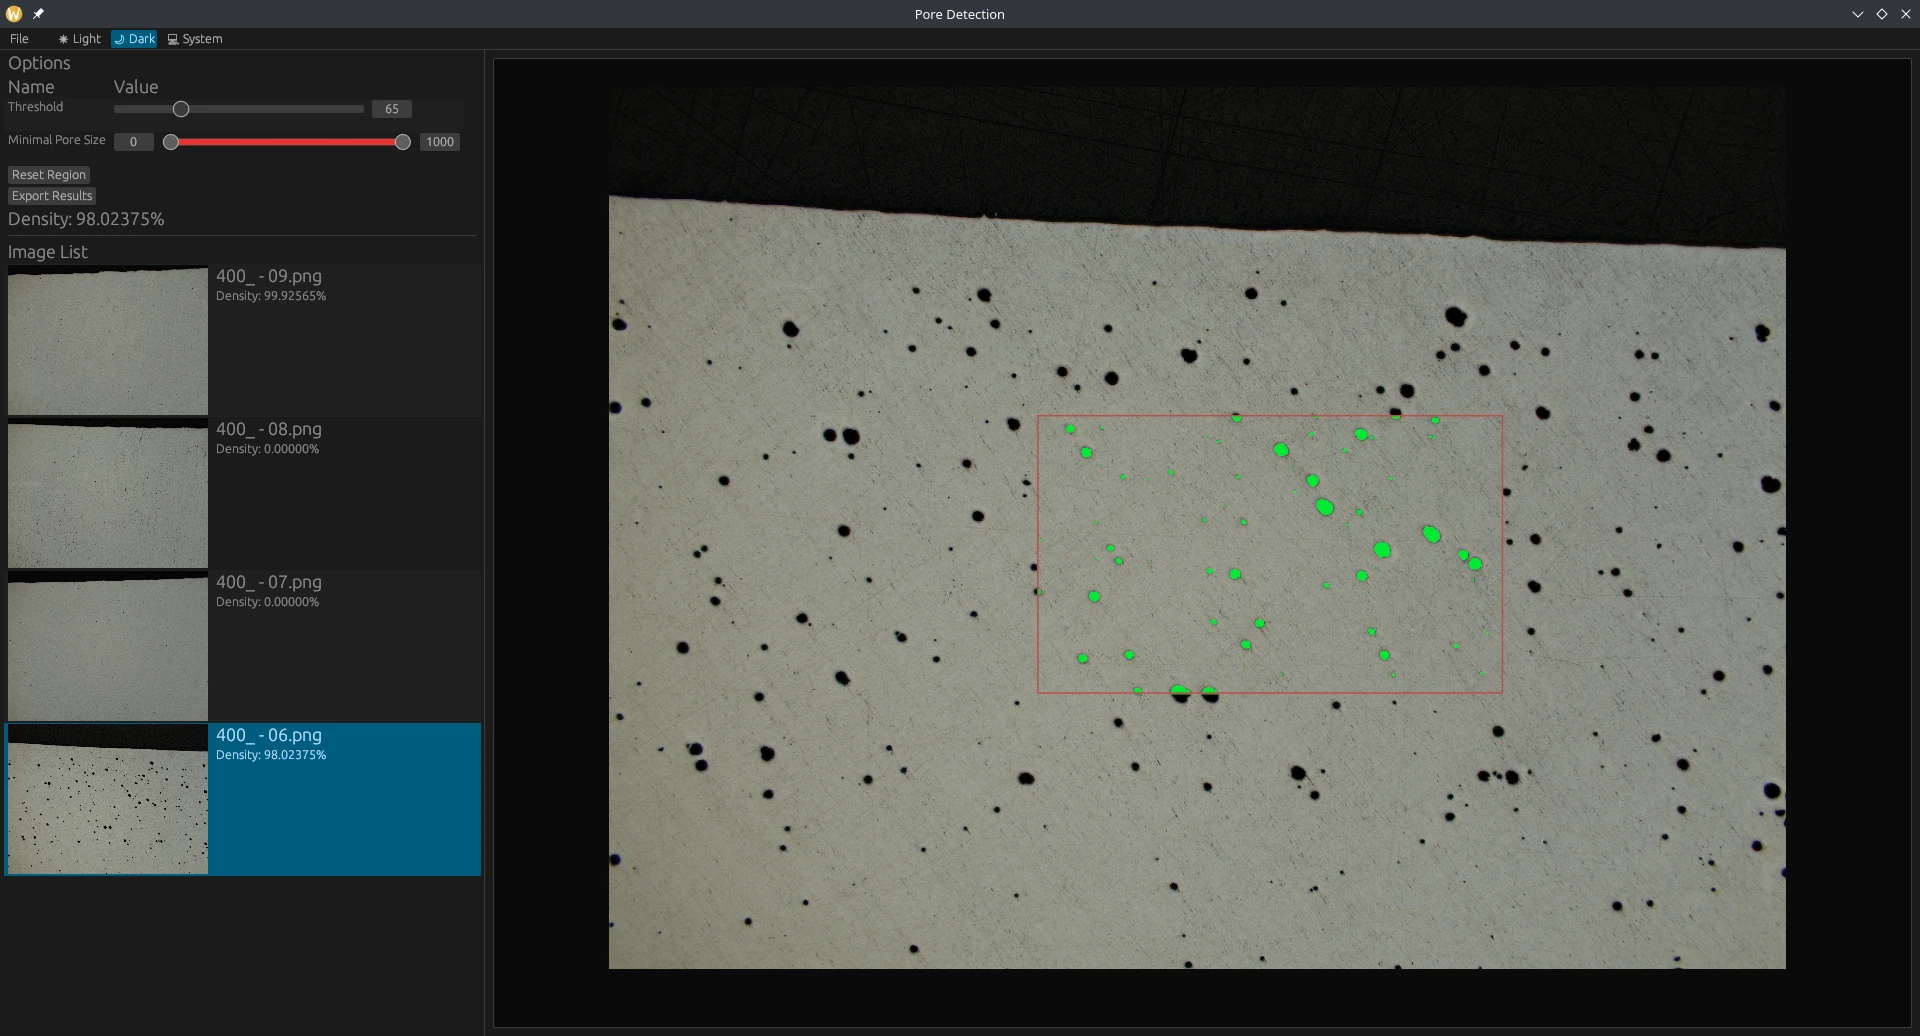 Pore Detection
File Light Dark System
Options
Name Value
Threshold 65
Minimal Pore Size 0 1000
Reset Region
Export Results
Density: 98.02375%
Image List
400_ - 09.png
Density: 99.92565%
400_ - 08.png
Density: 0.00000%
400_ - 07.png
Density: 0.00000%
400_ - 06.png
Density: 98.02375%